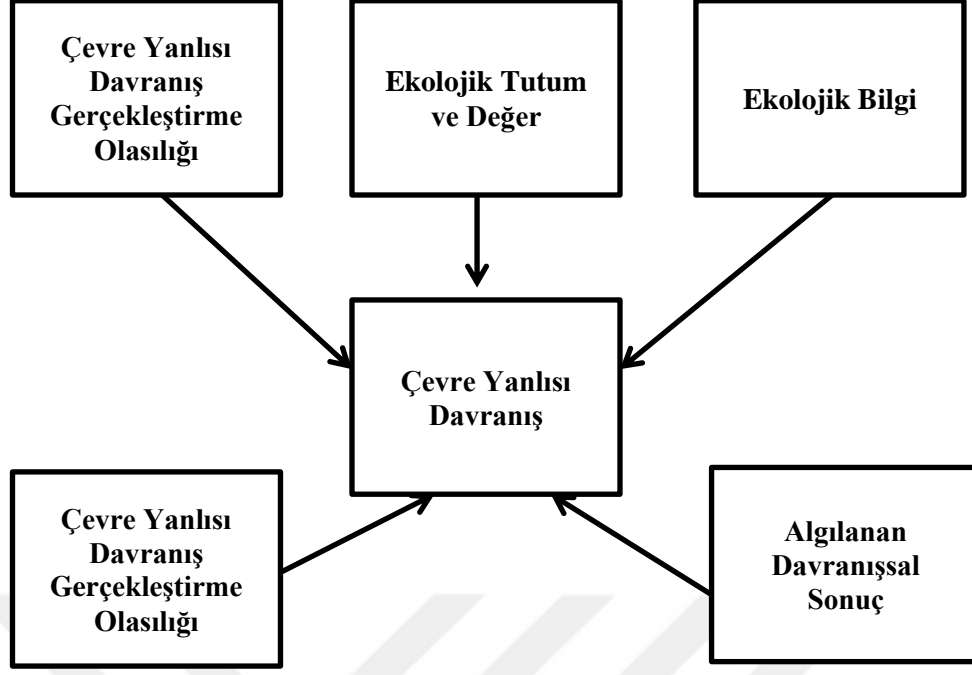 Çevre Yanlısı
Davranış
Gerçekleştirme
Olasılığı
Ekolojik Tutum
ve Değer
Ekolojik Bilgi
Çevre Yanlısı
Davranış
Çevre Yanlısı
Davranış
Gerçekleştirme
Olasılığı
Algılanan
Davranışsal
Sonuç